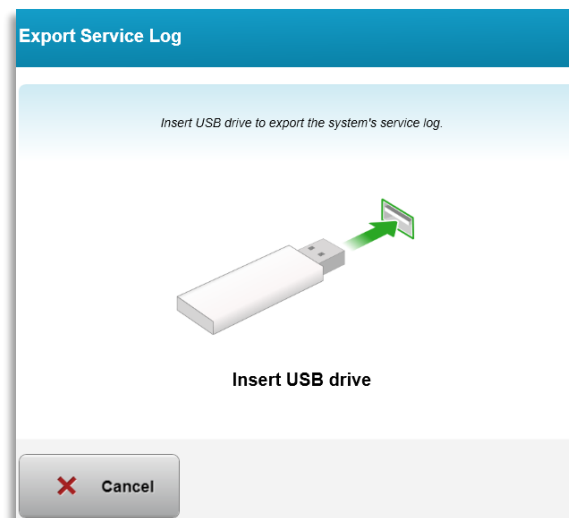 Export Service Log
Insert USB drive to export the system's service log.
Insert USB drive
Cancel